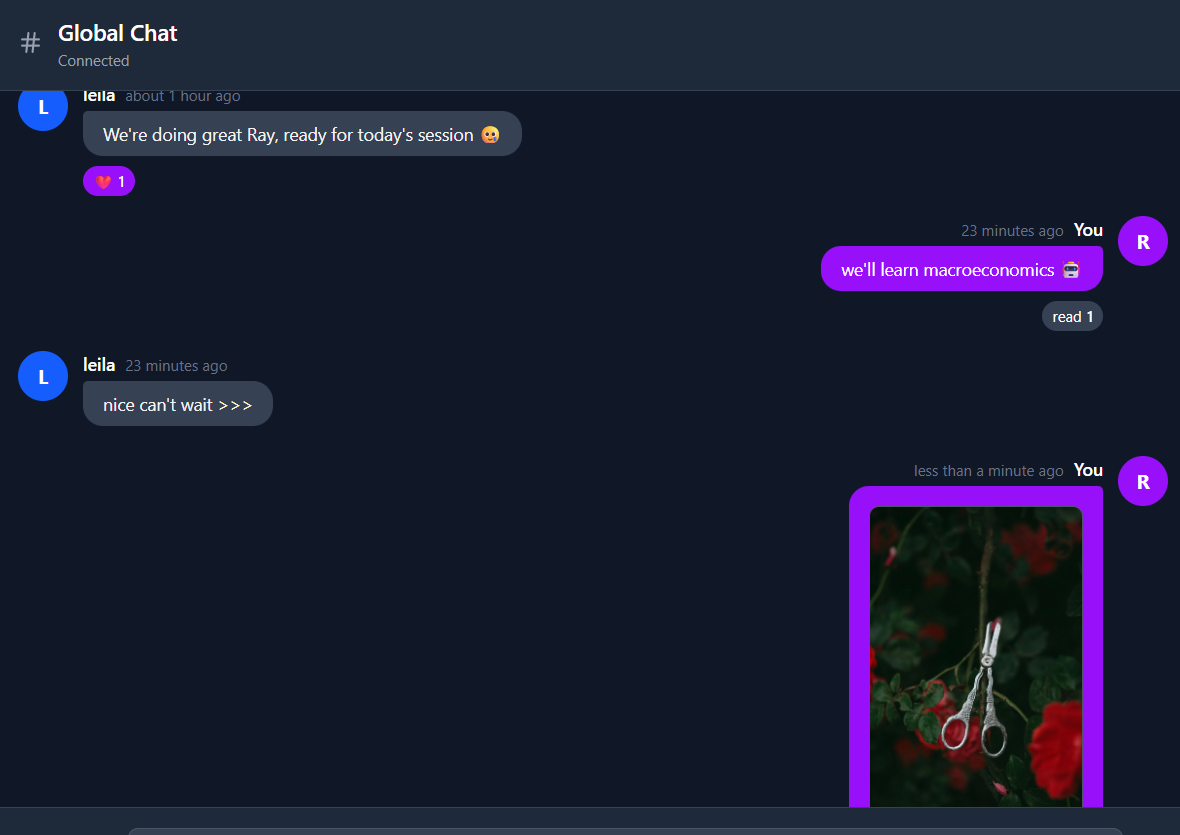 Global Chat
Connected
L
leila about 1 hour ago
We're doing great Ray, ready for today's session 😂
❤️ 1
23 minutes ago You
R
we'll learn macroeconomics 🤖
read 1
L
leila 23 minutes ago
nice can't wait >>>
less than a minute ago You
R